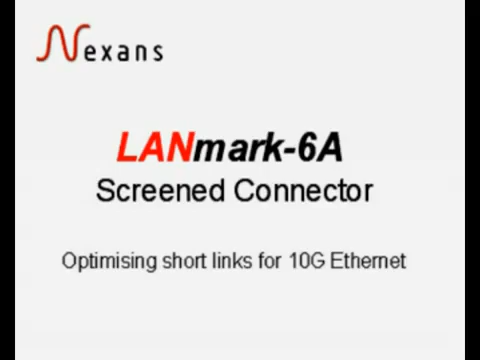 Nexans
LANmark-6A
Screened Connector
Optimising short links for 10G Ethernet